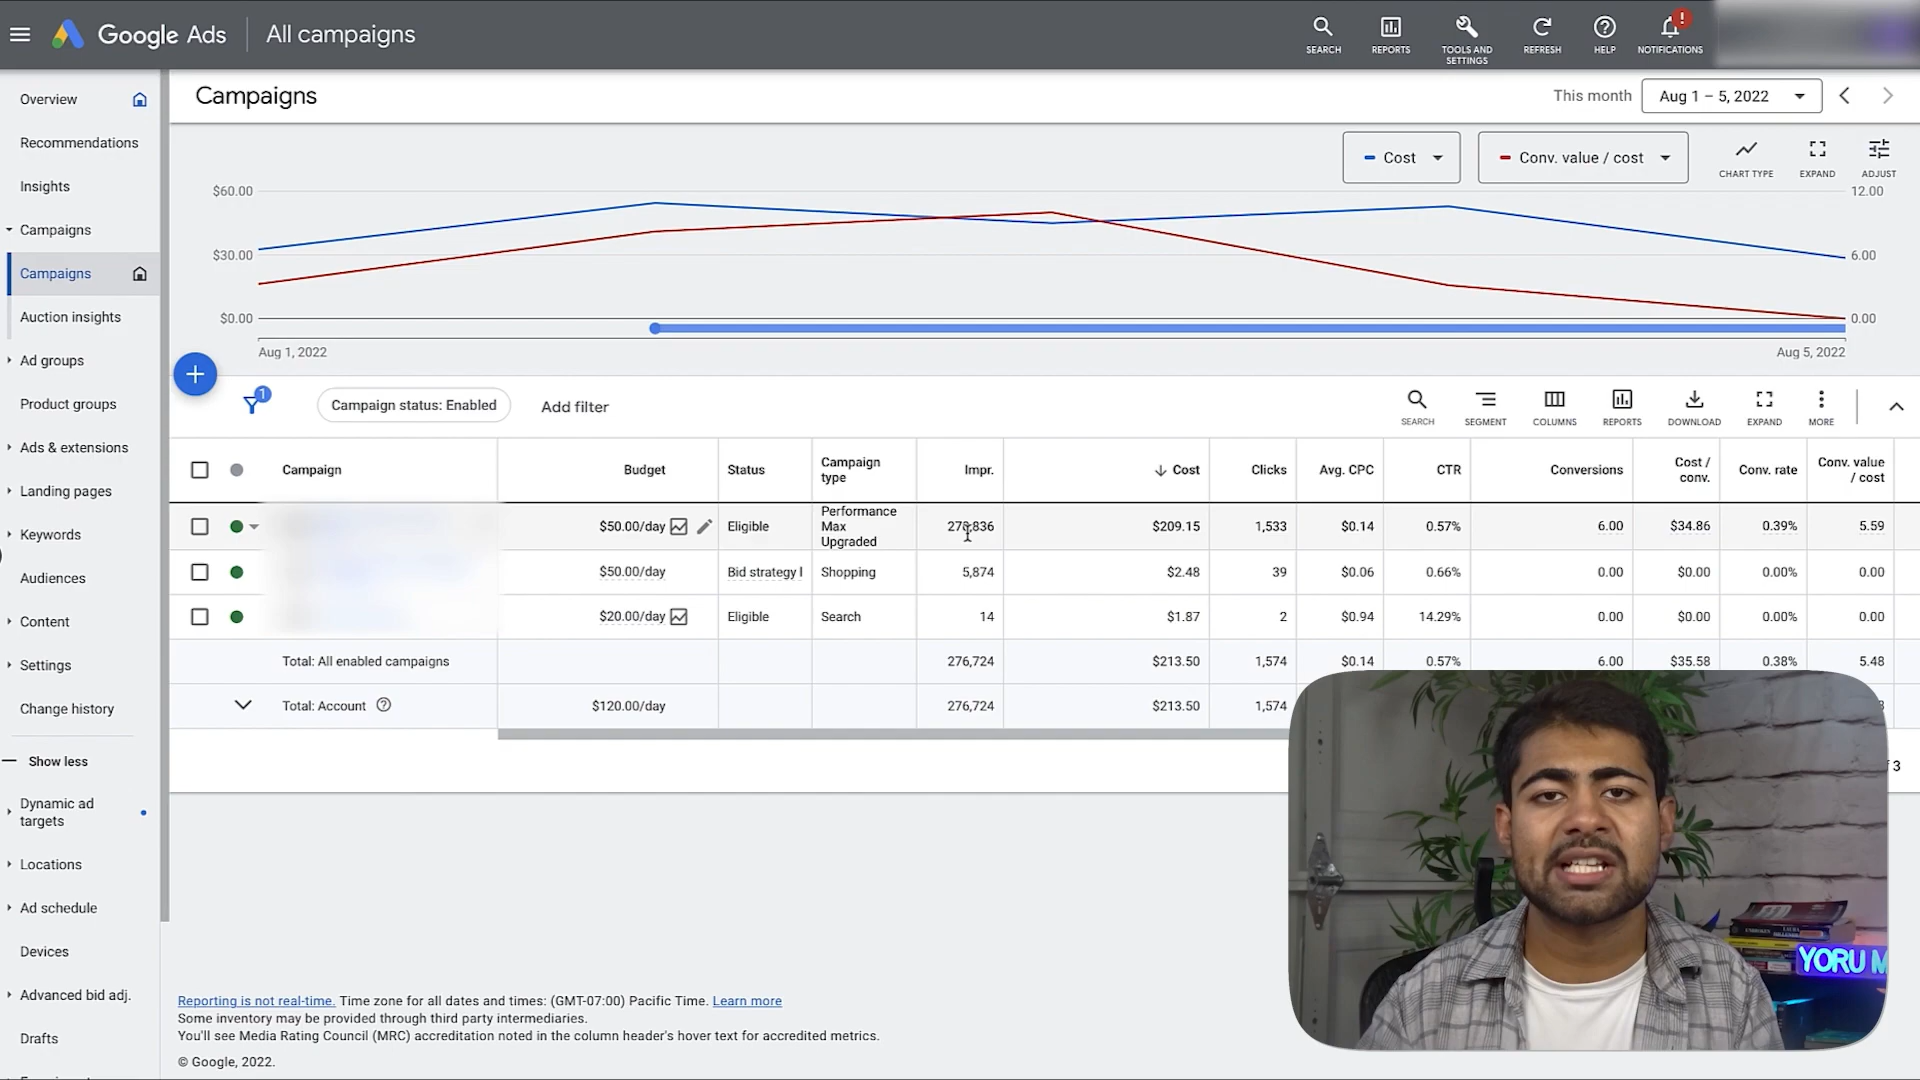 Google Ads
All campaigns
SEARCH
REPORTS
TOOLS AND
SETTINGS
REFRESH
HELP
!
NOTIFICATIONS
Overview
Recommendations
Insights
Campaigns
Campaigns
Auction insights
Ad groups
Product groups
Ads & extensions
Landing pages
Keywords
Audiences
Content
Settings
Change history
Show less
Dynamic ad
targets
Locations
Ad schedule
Devices
Advanced bid adj.
Drafts
Campaigns
This month
Aug 1 – 5, 2022
Cost
Conv. value / cost
CHART TYPE
EXPAND
ADJUST
$60.00
12.00
$30.00
6.00
$0.00
0.00
Aug 1, 2022
Aug 5, 2022
1
Campaign status: Enabled
Add filter
SEARCH
SEGMENT
COLUMNS
REPORTS
DOWNLOAD
EXPAND
MORE
Campaign Budget Status Campaign type Impr. Cost Clicks Avg. CPC CTR Conversions Cost / conv. Conv. rate Conv. value / cost
$50.00/day Eligible Performance Max Upgraded $209.15 1,533 $0.14 0.57% 6.00 $34.86 0.39% 5.59
$50.00/day Bid strategy l Shopping 5,874 $2.48 39 $0.06 0.66% 0.00 $0.00 0.00% 0.00
$20.00/day Eligible Search 14 $1.87 2 $0.94 14.29% 0.00 $0.00 0.00% 0.00
Total: All enabled campaigns 276,724 $213.50 1,574 $0.14 0.57% 6.00 $35.58 0.38% 5.48
Total: Account $120.00/day 276,724 $213.50 1,574
3
YORU M
Reporting is not real-time. Time zone for all dates and times: (GMT-07:00) Pacific Time. Learn more
Some inventory may be provided through third party intermediaries.
You'll see Media Rating Council (MRC) accreditation noted in the column header's hover text for accredited metrics.
© Google, 2022.